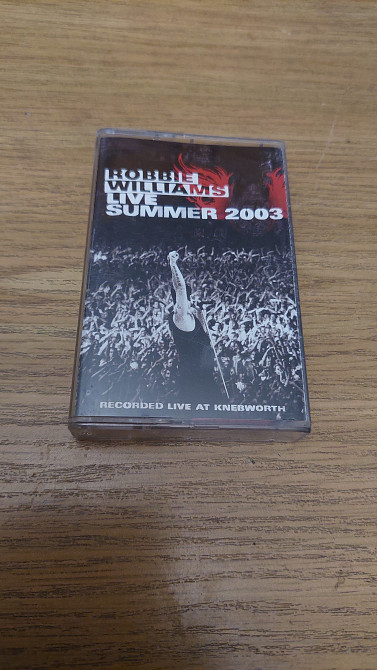 ROBBIE
WILLIAMS
LIVE
SUMMER 2003
RECORDED LIVE AT KNEBWORTH